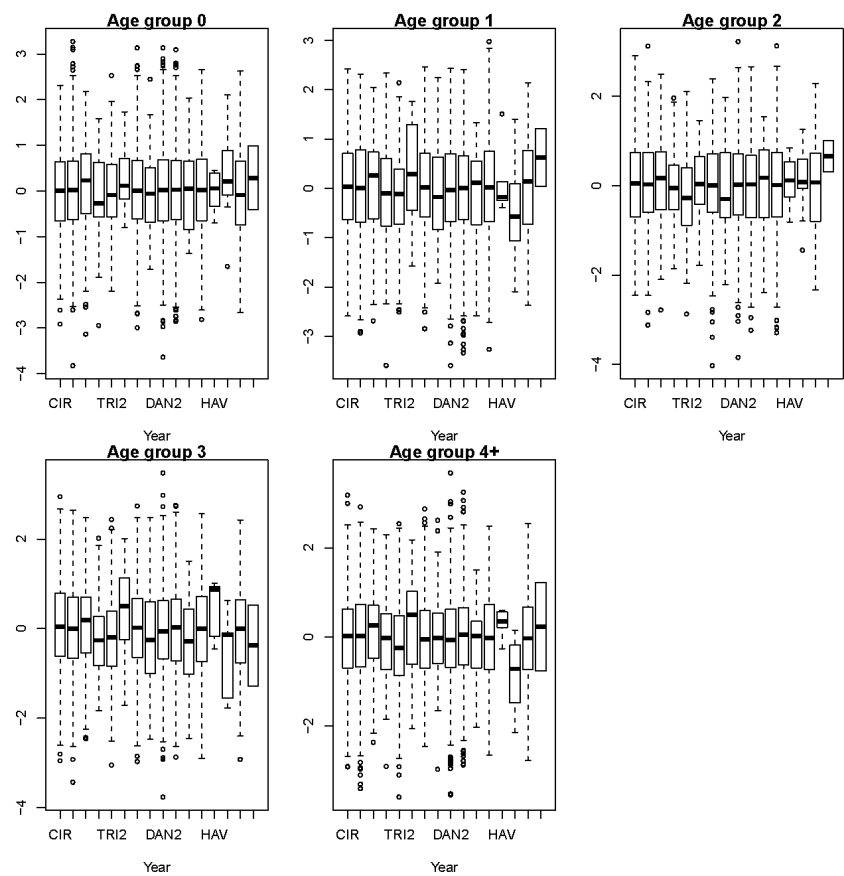 Age group 0
3
2
1
0
−1
−2
−3
−4
CIR TRI2 DAN2 HAV
Year
Age group 1
3
2
1
0
−1
−2
−3
CIR TRI2 DAN2 HAV
Year
Age group 2
2
0
−2
−4
CIR TRI2 DAN2 HAV
Year
Age group 3
2
0
−2
−4
CIR TRI2 DAN2 HAV
Year
Age group 4+
2
0
−2
CIR TRI2 DAN2 HAV
Year